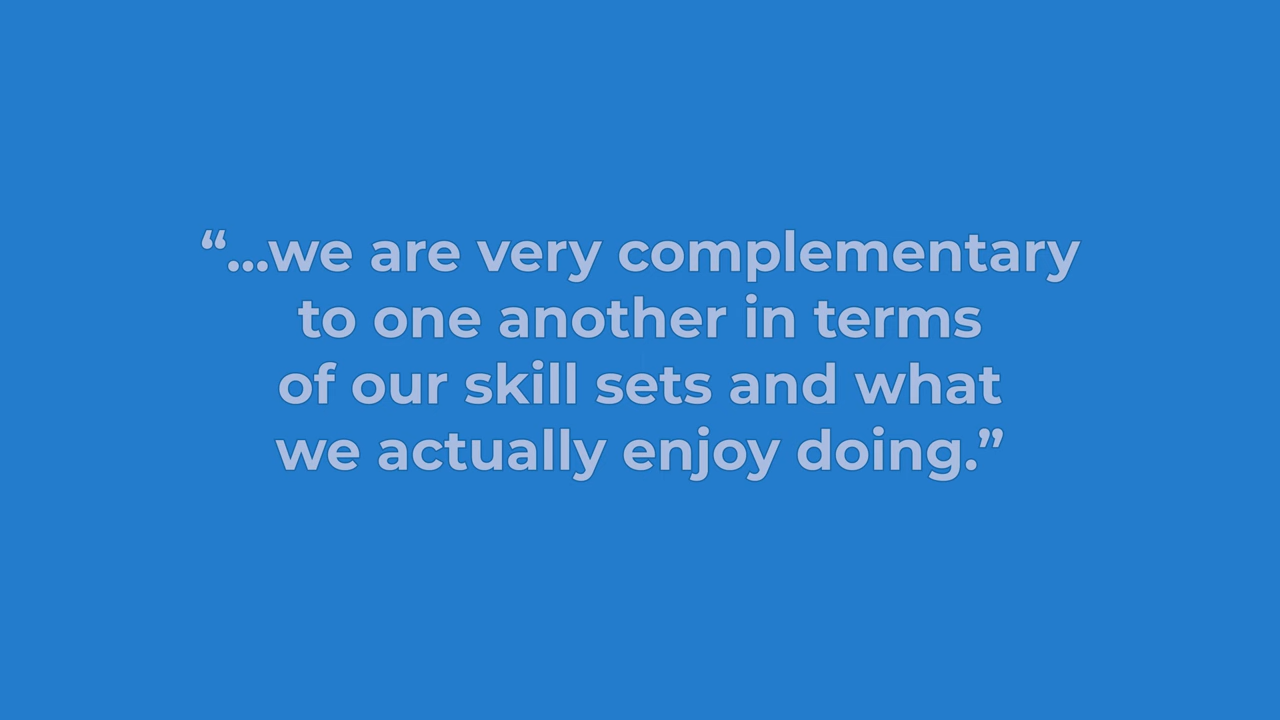 “...we are very complementary
to one another in terms
of our skill sets and what
we actually enjoy doing.”